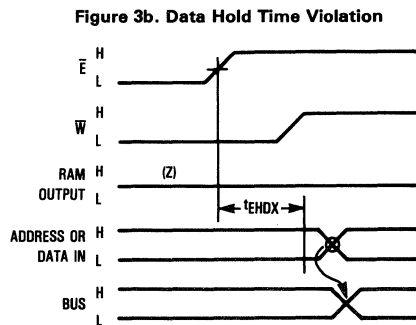 Figure 3b. Data Hold Time Violation
H
E
L
H
W
L
RAM H (Z)
OUTPUT L
tEHDX
ADDRESS OR H
DATA IN L
H
BUS
L